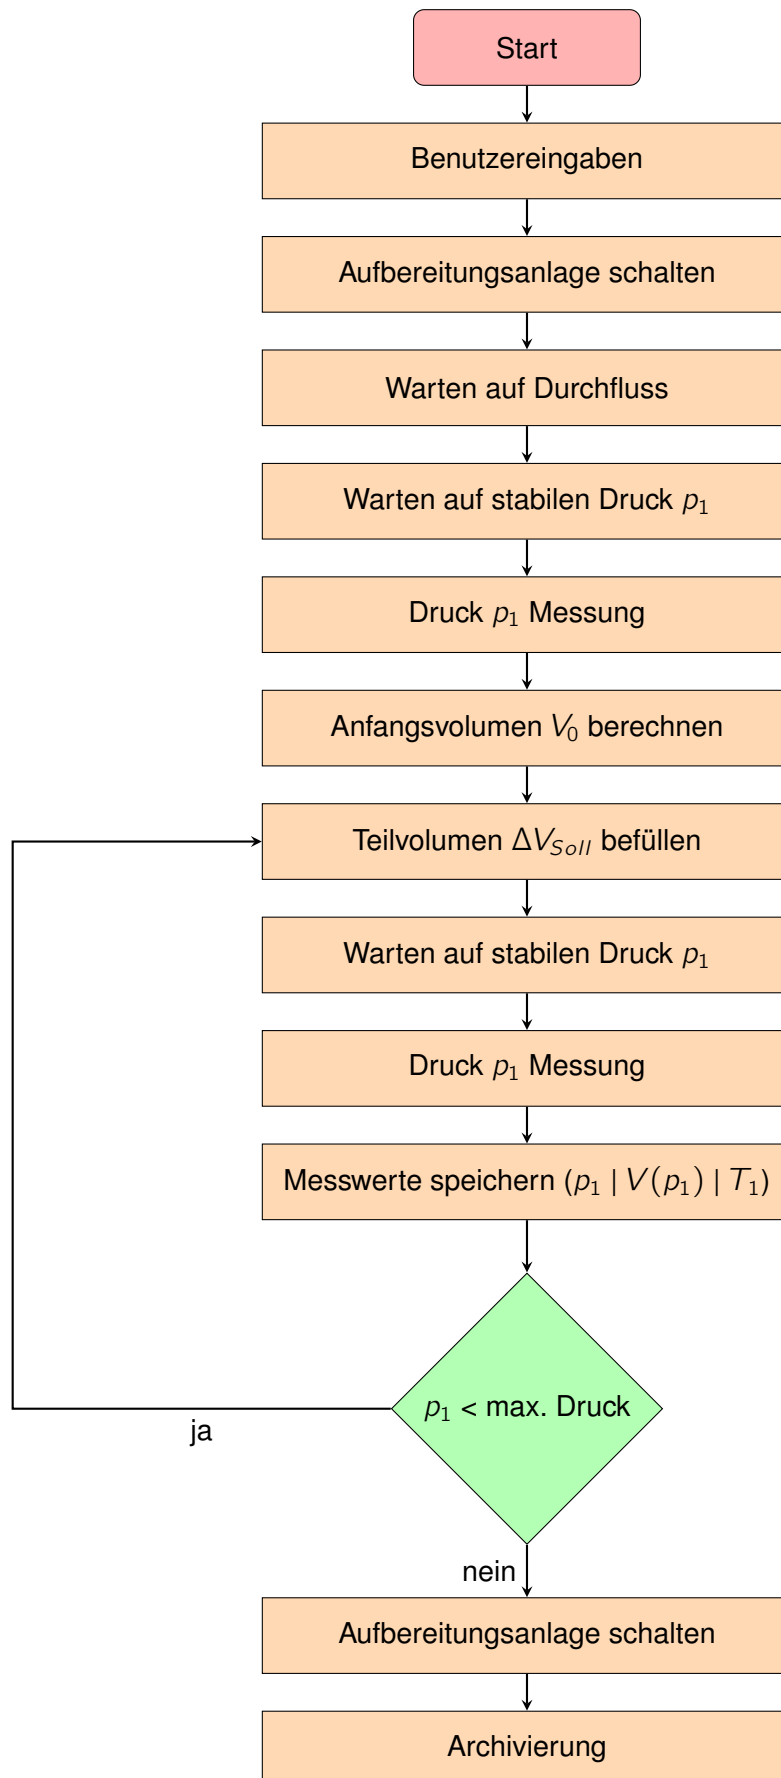 Start
Benutzereingaben
Aufbereitungsanlage schalten
Warten auf Durchfluss
Warten auf stabilen Druck p₁
Druck p₁ Messung
Anfangsvolumen V₀ berechnen
Teilvolumen ΔV_Soll befüllen
Warten auf stabilen Druck p₁
Druck p₁ Messung
Messwerte speichern (p₁ | V(p₁) | T₁)
p₁ < max. Druck
ja
nein
Aufbereitungsanlage schalten
Archivierung